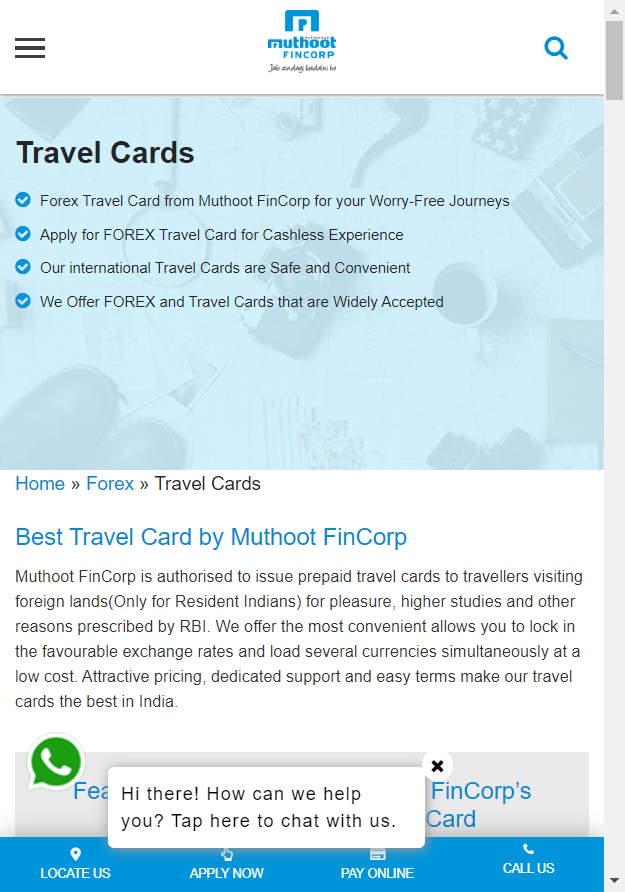 muthoot
FINCORP
Travel Cards
Forex Travel Card from Muthoot FinCorp for your Worry-Free Journeys
Apply for FOREX Travel Card for Cashless Experience
Our international Travel Cards are Safe and Convenient
We Offer FOREX and Travel Cards that are Widely Accepted
Home » Forex » Travel Cards
Best Travel Card by Muthoot FinCorp
Muthoot FinCorp is authorised to issue prepaid travel cards to travellers visiting
foreign lands(Only for Resident Indians) for pleasure, higher studies and other
reasons prescribed by RBI. We offer the most convenient allows you to lock in
the favourable exchange rates and load several currencies simultaneously at a
low cost. Attractive pricing, dedicated support and easy terms make our travel
cards the best in India.
FinCorp's
Card
Hi there! How can we help
you? Tap here to chat with us.
LOCATE US
APPLY NOW
PAY ONLINE
CALL US